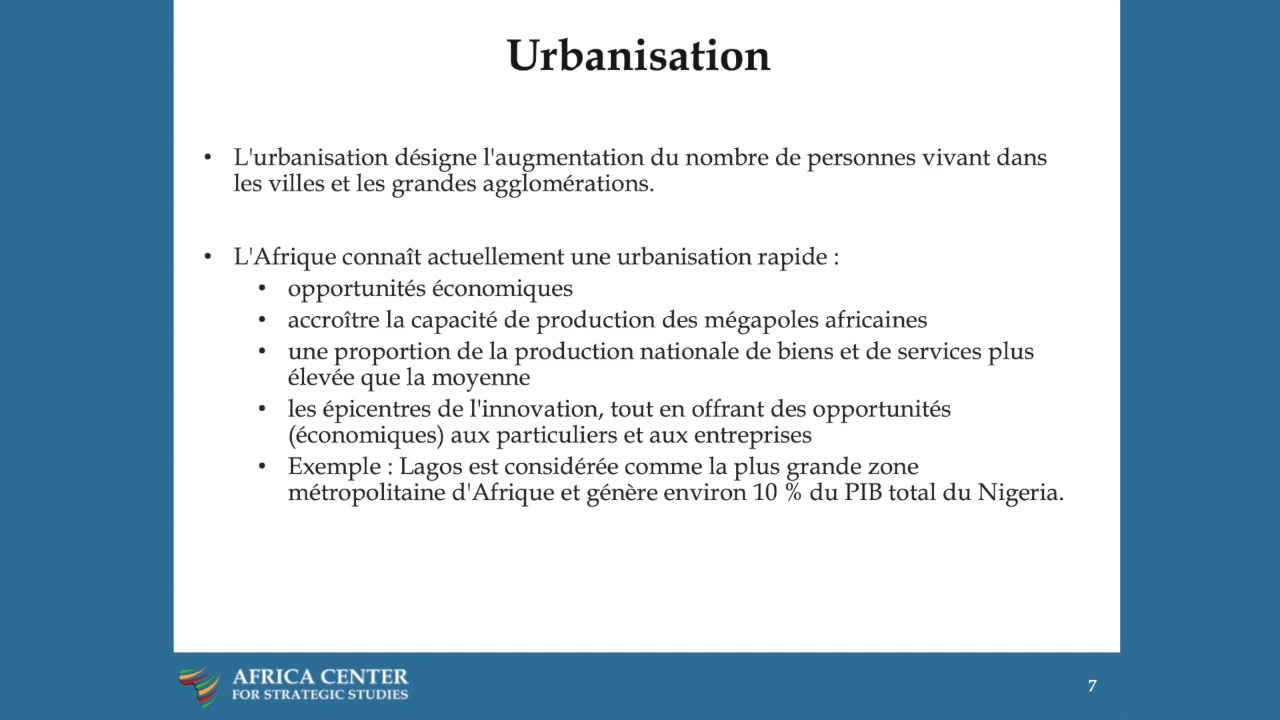 Urbanisation
• L'urbanisation désigne l'augmentation du nombre de personnes vivant dans
les villes et les grandes agglomérations.
• L'Afrique connaît actuellement une urbanisation rapide :
• opportunités économiques
• accroître la capacité de production des mégapoles africaines
• une proportion de la production nationale de biens et de services plus
élevée que la moyenne
• les épicentres de l'innovation, tout en offrant des opportunités
(économiques) aux particuliers et aux entreprises
• Exemple : Lagos est considérée comme la plus grande zone
métropolitaine d'Afrique et génère environ 10 % du PIB total du Nigeria.
AFRICA CENTER
FOR STRATEGIC STUDIES
7